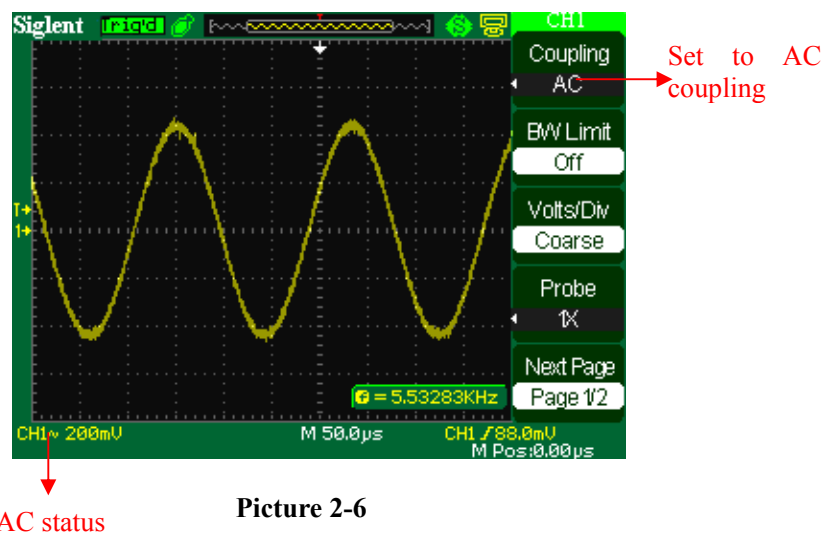 Siglent Trig'd CH1
Coupling
AC
Set to AC
coupling
BW Limit
Off
T
Volts/Div
1
Coarse
Probe
1X
Next Page
f = 5.53283KHz
Page 1/2
CH1~ 200mV M 50.0µs CH1 88.0mV
M Pos:0.00µs
AC status
Picture 2-6